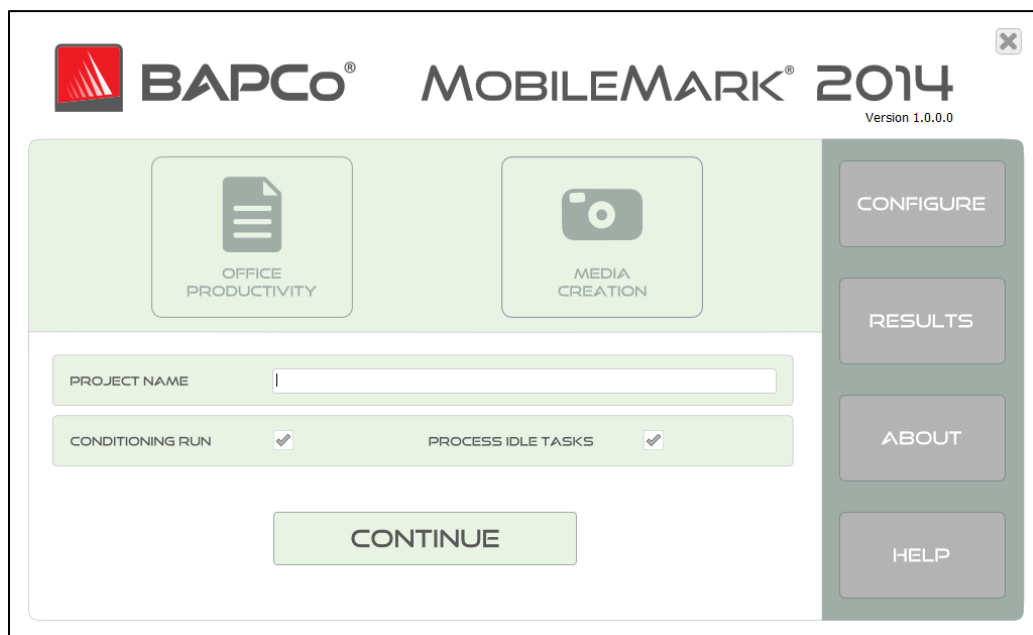 BAPCo® MOBILEMARK® 2014
Version 1.0.0.0
OFFICE
PRODUCTIVITY
MEDIA
CREATION
CONFIGURE
RESULTS
ABOUT
HELP
PROJECT NAME
CONDITIONING RUN PROCESS IDLE TASKS
CONTINUE